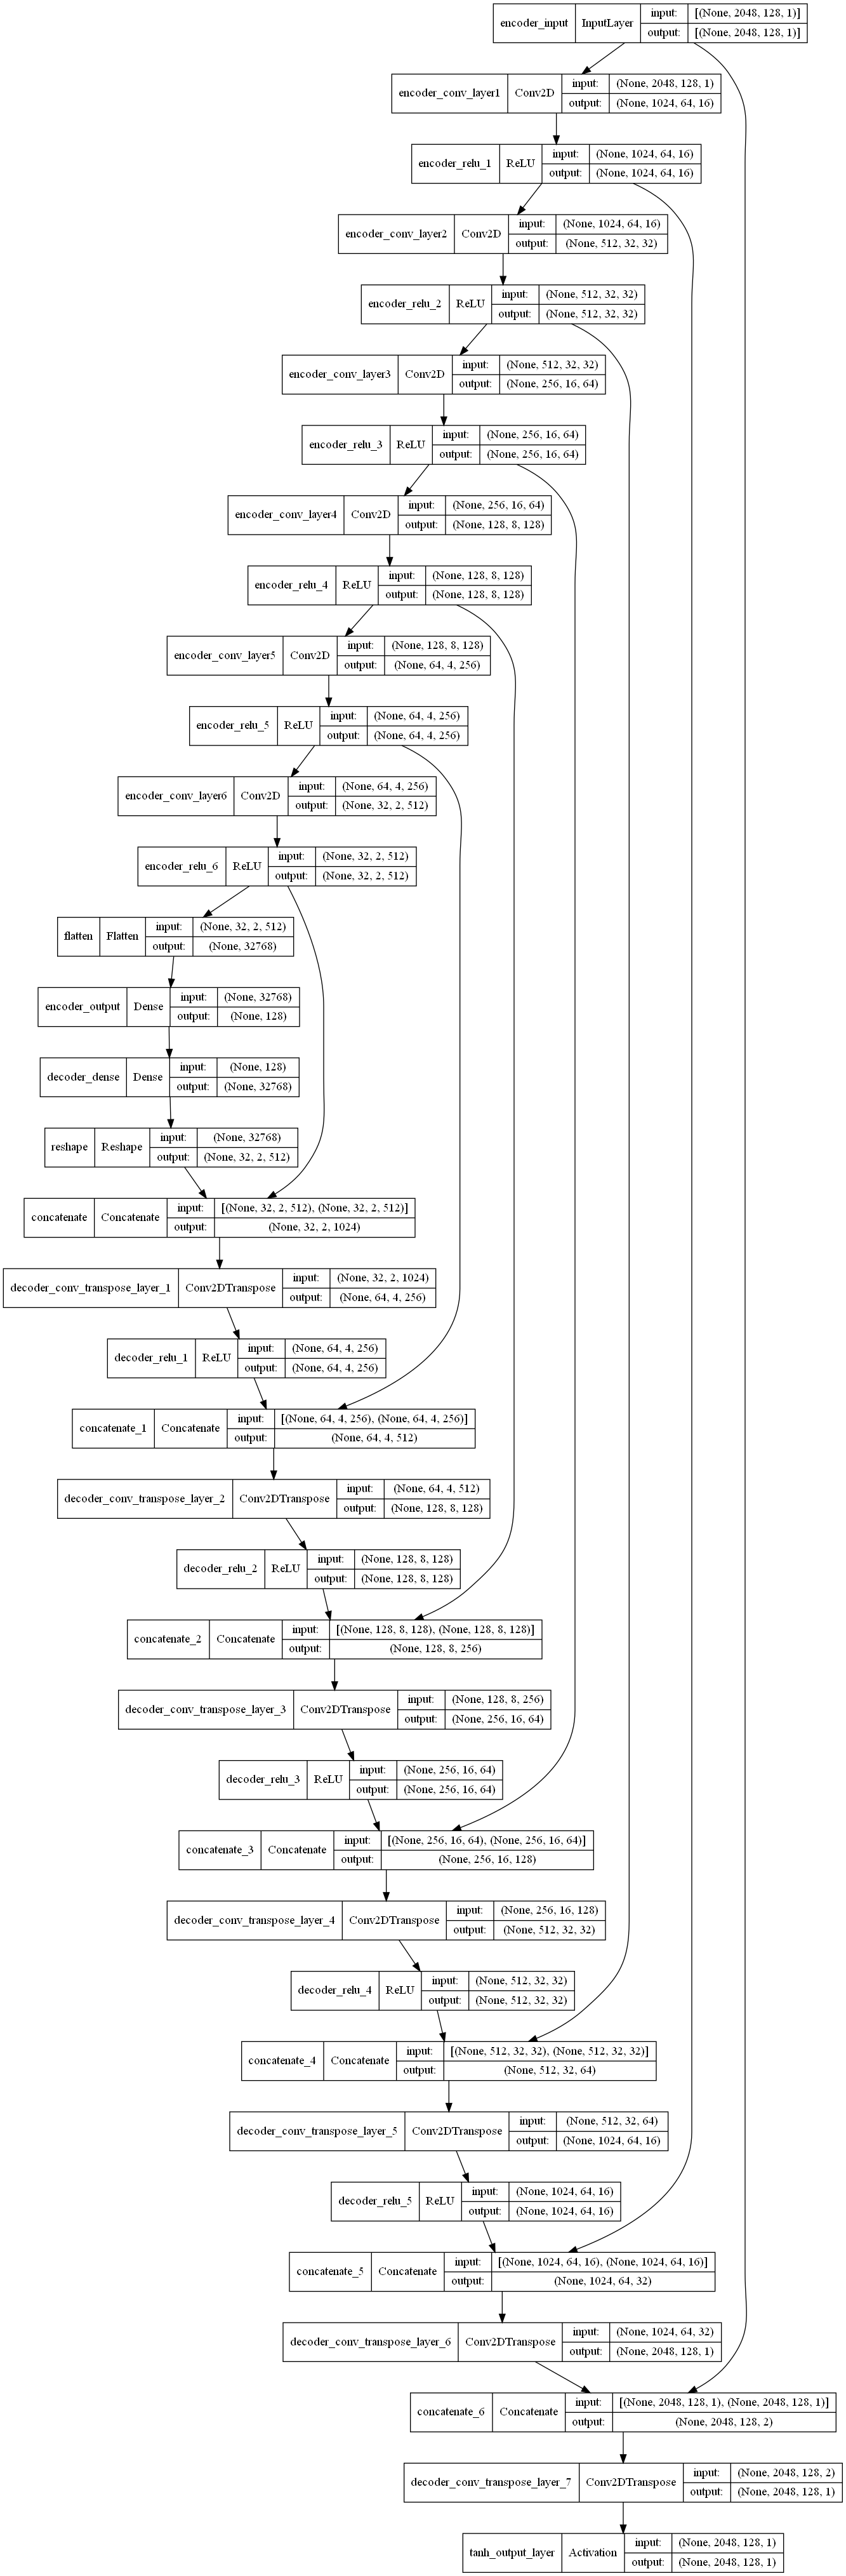 encoder_input InputLayer input: [(None, 2048, 128, 1)]
output: [(None, 2048, 128, 1)]
encoder_conv_layer1 Conv2D input: (None, 2048, 128, 1)
output: (None, 1024, 64, 16)
encoder_relu_1 ReLU input: (None, 1024, 64, 16)
output: (None, 1024, 64, 16)
encoder_conv_layer2 Conv2D input: (None, 1024, 64, 16)
output: (None, 512, 32, 32)
encoder_relu_2 ReLU input: (None, 512, 32, 32)
output: (None, 512, 32, 32)
encoder_conv_layer3 Conv2D input: (None, 512, 32, 32)
output: (None, 256, 16, 64)
encoder_relu_3 ReLU input: (None, 256, 16, 64)
output: (None, 256, 16, 64)
encoder_conv_layer4 Conv2D input: (None, 256, 16, 64)
output: (None, 128, 8, 128)
encoder_relu_4 ReLU input: (None, 128, 8, 128)
output: (None, 128, 8, 128)
encoder_conv_layer5 Conv2D input: (None, 128, 8, 128)
output: (None, 64, 4, 256)
encoder_relu_5 ReLU input: (None, 64, 4, 256)
output: (None, 64, 4, 256)
encoder_conv_layer6 Conv2D input: (None, 64, 4, 256)
output: (None, 32, 2, 512)
encoder_relu_6 ReLU input: (None, 32, 2, 512)
output: (None, 32, 2, 512)
flatten Flatten input: (None, 32, 2, 512)
output: (None, 32768)
encoder_output Dense input: (None, 32768)
output: (None, 128)
decoder_dense Dense input: (None, 128)
output: (None, 32768)
reshape Reshape input: (None, 32768)
output: (None, 32, 2, 512)
concatenate Concatenate input: [(None, 32, 2, 512), (None, 32, 2, 512)]
output: (None, 32, 2, 1024)
decoder_conv_transpose_layer_1 Conv2DTranspose input: (None, 32, 2, 1024)
output: (None, 64, 4, 256)
decoder_relu_1 ReLU input: (None, 64, 4, 256)
output: (None, 64, 4, 256)
concatenate_1 Concatenate input: [(None, 64, 4, 256), (None, 64, 4, 256)]
output: (None, 64, 4, 512)
decoder_conv_transpose_layer_2 Conv2DTranspose input: (None, 64, 4, 512)
output: (None, 128, 8, 128)
decoder_relu_2 ReLU input: (None, 128, 8, 128)
output: (None, 128, 8, 128)
concatenate_2 Concatenate input: [(None, 128, 8, 128), (None, 128, 8, 128)]
output: (None, 128, 8, 256)
decoder_conv_transpose_layer_3 Conv2DTranspose input: (None, 128, 8, 256)
output: (None, 256, 16, 64)
decoder_relu_3 ReLU input: (None, 256, 16, 64)
output: (None, 256, 16, 64)
concatenate_3 Concatenate input: [(None, 256, 16, 64), (None, 256, 16, 64)]
output: (None, 256, 16, 128)
decoder_conv_transpose_layer_4 Conv2DTranspose input: (None, 256, 16, 128)
output: (None, 512, 32, 32)
decoder_relu_4 ReLU input: (None, 512, 32, 32)
output: (None, 512, 32, 32)
concatenate_4 Concatenate input: [(None, 512, 32, 32), (None, 512, 32, 32)]
output: (None, 512, 32, 64)
decoder_conv_transpose_layer_5 Conv2DTranspose input: (None, 512, 32, 64)
output: (None, 1024, 64, 16)
decoder_relu_5 ReLU input: (None, 1024, 64, 16)
output: (None, 1024, 64, 16)
concatenate_5 Concatenate input: [(None, 1024, 64, 16), (None, 1024, 64, 16)]
output: (None, 1024, 64, 32)
decoder_conv_transpose_layer_6 Conv2DTranspose input: (None, 1024, 64, 32)
output: (None, 2048, 128, 1)
concatenate_6 Concatenate input: [(None, 2048, 128, 1), (None, 2048, 128, 1)]
output: (None, 2048, 128, 2)
decoder_conv_transpose_layer_7 Conv2DTranspose input: (None, 2048, 128, 2)
output: (None, 2048, 128, 1)
tanh_output_layer Activation input: (None, 2048, 128, 1)
output: (None, 2048, 128, 1)